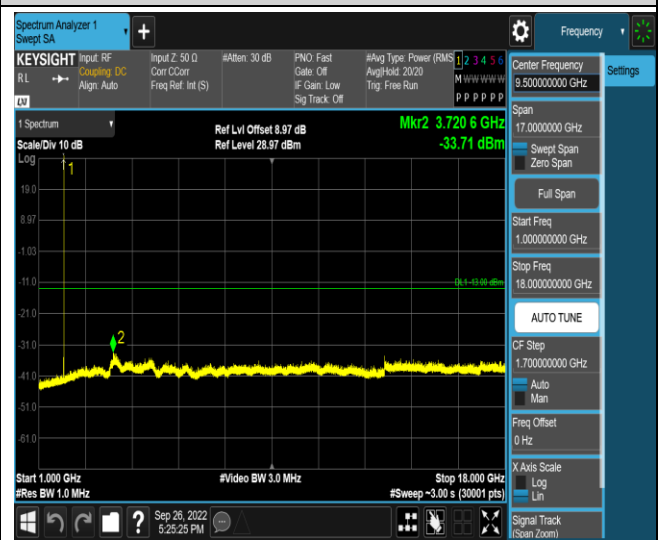 Spectrum Analyzer 1
Swept SA
+
Frequency
KEYSIGHT
RL
Input: RF
Coupling: DC
Align: Auto
Input Z: 50 Ω
Corr CCorr
Freq Ref: Int (S)
#Atten: 30 dB
PNO: Fast
Gate: Off
IF Gain: Low
Sig Track: Off
#Avg Type: Power (RMS
Avg|Hold: 20/20
Trig: Free Run
1 2 3 4 5 6
M W W W W W
P P P P P P
Settings
Center Frequency
9.500000000 GHz
Span
17.0000000 GHz
Swept Span
Zero Span
Full Span
Start Freq
1.000000000 GHz
Stop Freq
18.000000000 GHz
AUTO TUNE
CF Step
1.700000000 GHz
Auto
Man
Freq Offset
0 Hz
X Axis Scale
Log
Lin
Signal Track
(Span Zoom)
1 Spectrum
Scale/Div 10 dB
Log
Ref Lvl Offset 8.97 dB
Ref Level 28.97 dBm
Mkr2 3.720 6 GHz
-33.71 dBm
1
19.0
8.97
-1.03
-11.0
DL1 -13.00 dBm
-21.0
-31.0
2
-41.0
-51.0
-61.0
Start 1.000 GHz
#Video BW 3.0 MHz
Stop 18.000 GHz
#Res BW 1.0 MHz
#Sweep ~3.00 s (30001 pts)
?
Sep 26, 2022
5:25:25 PM